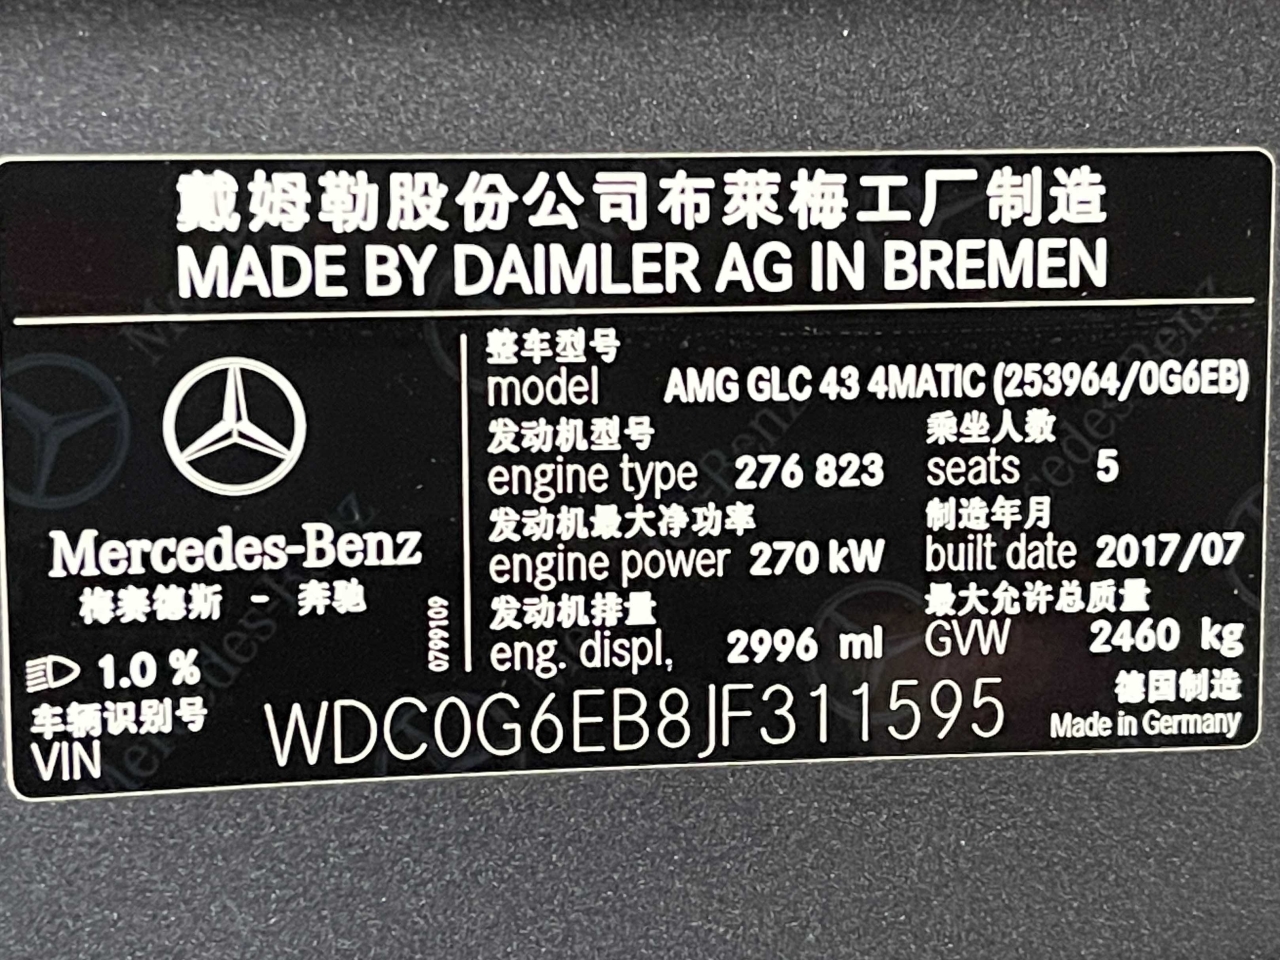 戴姆勒股份公司布莱梅工厂制造
MADE BY DAIMLER AG IN BREMEN
Mercedes-Benz
梅赛德斯 - 奔驰
0799109
1.0 %
整车型号
model AMG GLC 43 4MATIC (253964/0G6EB)
发动机型号 乘坐人数
engine type 276 823 seats 5
发动机最大净功率 制造年月
engine power 270 kW built date 2017/07
发动机排量 最大允许总质量
eng. displ, 2996 ml GVW 2460 kg
车辆识别号
VIN WDC0G6EB8JF311595
德国制造
Made in Germany